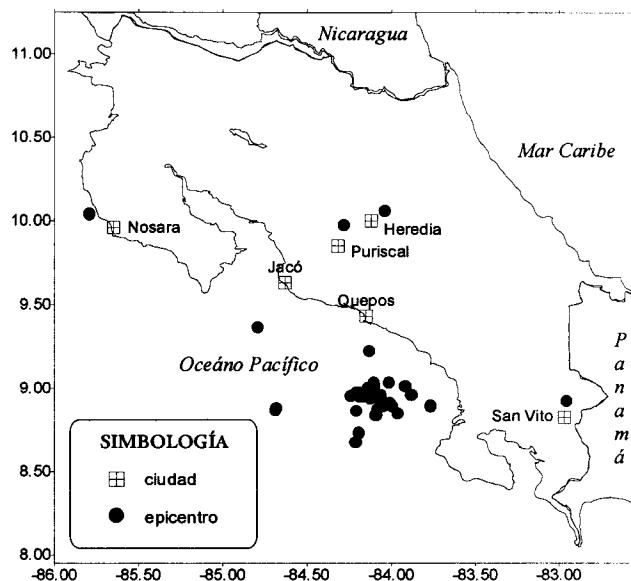 11.00
10.50
10.00
9.50
9.00
8.50
8.00
-86.00
-85.50
-85.00
-84.50
-84.00
-83.50
-83.00
Nicaragua
Mar Caribe
Nosara
Heredia
Puriscal
Jacó
Quepos
Oceáno Pacífico
San Vito
Panamá
SIMBOLOGÍA
ciudad
epicentro